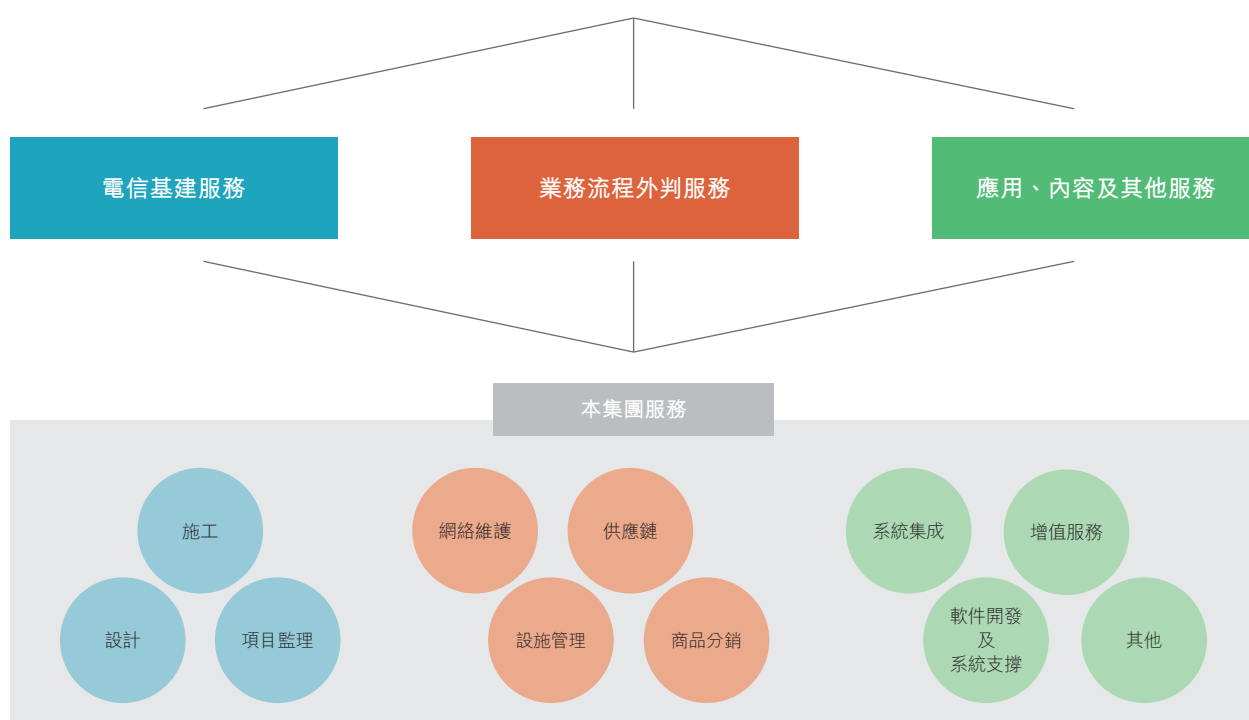 電信基建服務
業務流程外判服務
應用、內容及其他服務
本集團服務
施工
設計
項目監理
網絡維護
供應鏈
設施管理
商品分銷
系統集成
增值服務
軟件開發
及
系統支撐
其他